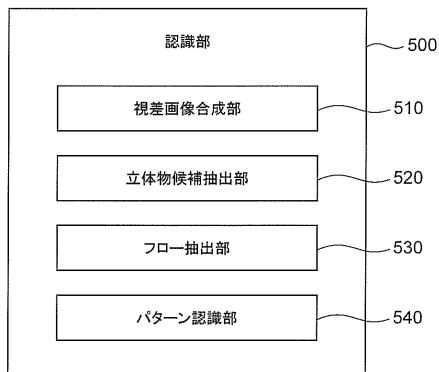 認識部
500
視差画像合成部
510
立体物候補抽出部
520
フロー抽出部
530
パターン認識部
540